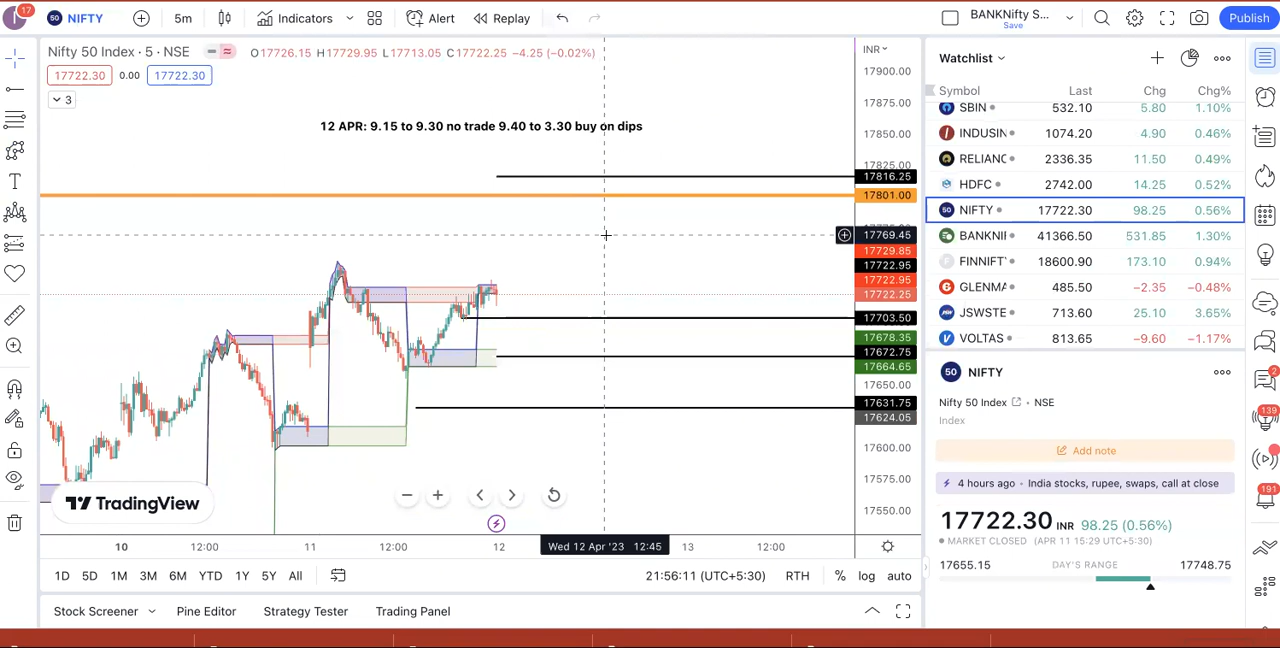 17
50 NIFTY
5m
Indicators
Alert
Replay
BANKNifty S...
Save
Publish
Nifty 50 Index · 5 · NSE
O17726.15 H17729.95 L17713.05 C17722.25 −4.25 (−0.02%)
17722.30 0.00 17722.30
3
12 APR: 9.15 to 9.30 no trade 9.40 to 3.30 buy on dips
INR
17900.00
17875.00
17850.00
17825.00
17816.25
17801.00
17769.45
17729.85
17722.95
17722.95
17722.25
17703.50
17678.35
17672.75
17664.65
17650.00
17631.75
17624.05
17600.00
17575.00
17550.00
TradingView
10 12:00 11 12:00 12 Wed 12 Apr '23 12:45 13 12:00
1D 5D 1M 3M 6M YTD 1Y 5Y All
21:56:11 (UTC+5:30) RTH % log auto
Stock Screener Pine Editor Strategy Tester Trading Panel
Watchlist
Symbol Last Chg Chg%
SBIN 532.10 5.80 1.10%
INDUSIN 1074.20 4.90 0.46%
RELIANC 2336.35 11.50 0.49%
HDFC 2742.00 14.25 0.52%
50 NIFTY 17722.30 98.25 0.56%
BANKNIF 41366.50 531.85 1.30%
FINNIFTY 18600.90 173.10 0.94%
GLENMA 485.50 −2.35 −0.48%
JSWSTE 713.60 25.10 3.65%
VOLTAS 813.65 −9.60 −1.17%
50 NIFTY
Nifty 50 Index · NSE
Index
Add note
4 hours ago · India stocks, rupee, swaps, call at close
17722.30 INR 98.25 (0.56%)
MARKET CLOSED (APR 11 15:29 UTC+5:30)
17655.15 DAY'S RANGE 17748.75
2
139
191